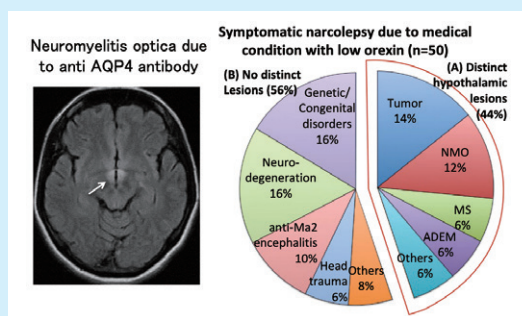 Neuromyelitis optica due
to anti AQP4 antibody
Symptomatic narcolepsy due to medical
condition with low orexin (n=50)
(B) No distinct
Lesions (56%)
(A) Distinct
hypothalamic
lesions
(44%)
Genetic/
Congenital
disorders
16%
Tumor
14%
NMO
12%
Neuro-
degeneration
16%
MS
6%
ADEM
6%
anti-Ma2
encephalitis
10%
Head
trauma
6%
Others
8%
Others
6%